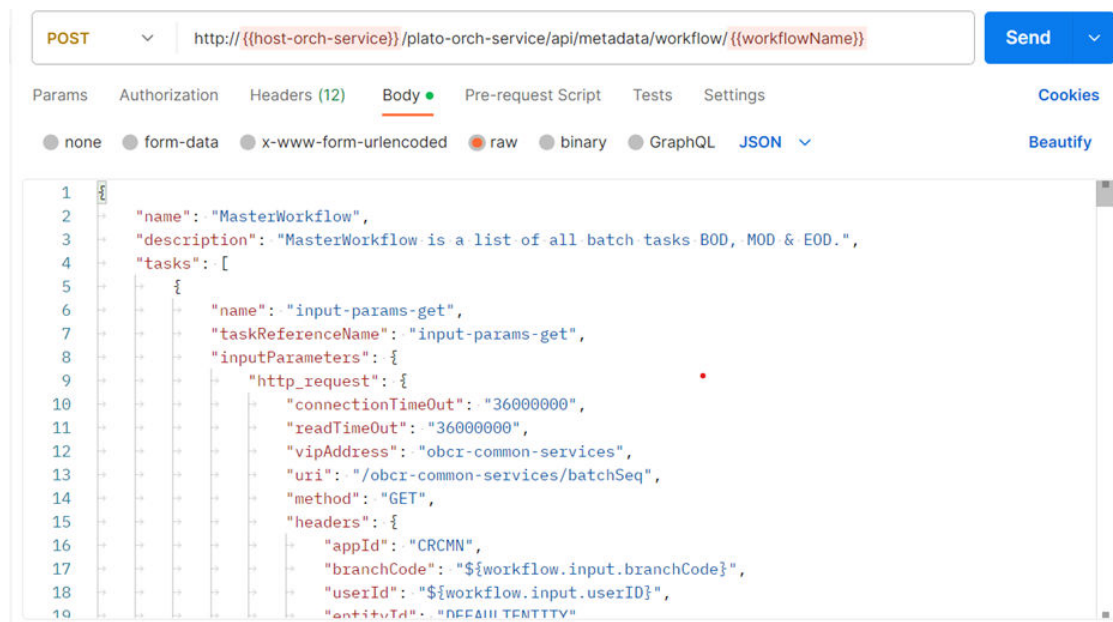 POST http://{{host-orch-service}}/plato-orch-service/api/metadata/workflow/{{workflowName}} Send
Params Authorization Headers (12) Body Pre-request Script Tests Settings Cookies
none form-data x-www-form-urlencoded raw binary GraphQL JSON Beautify
1 {
2 "name": "MasterWorkflow",
3 "description": "MasterWorkflow is a list of all batch tasks BOD, MOD & EOD.",
4 "tasks": [
5 {
6 "name": "input-params-get",
7 "taskReferenceName": "input-params-get",
8 "inputParameters": {
9 "http_request": {
10 "connectionTimeOut": "36000000",
11 "readTimeOut": "36000000",
12 "vipAddress": "obcr-common-services",
13 "uri": "/obcr-common-services/batchSeq",
14 "method": "GET",
15 "headers": {
16 "appId": "CRCMN",
17 "branchCode": "${workflow.input.branchCode}",
18 "userId": "${workflow.input.userID}",
19 "entityId": "DEFAULTENTITY"